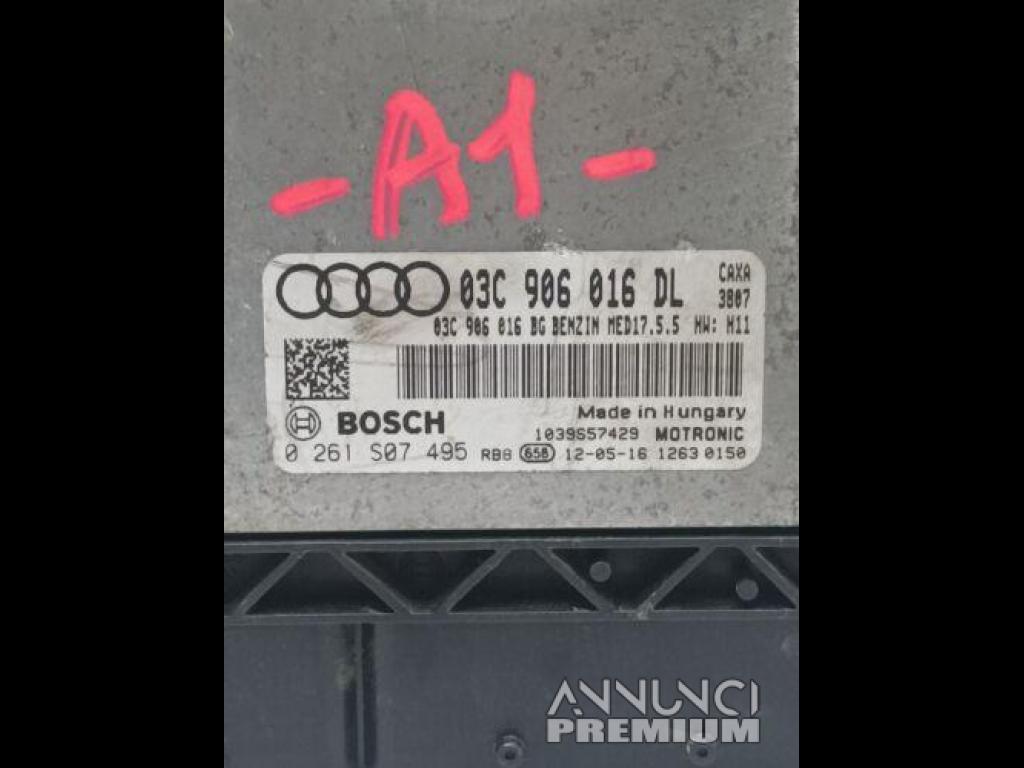 -A1-
03C 906 016 DL CAXA
3807
03C 906 016 BG BENZIN MED17.5.5 HW: H11
Made in Hungary
BOSCH
1039S57429 MOTRONIC
0 261 S07 495 RB8 658 12-05-16 1263 0150
ANNUNCI
PREMIUM